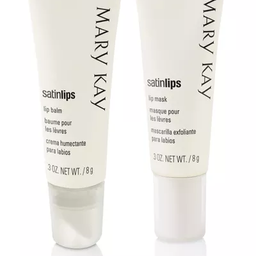 MARY KAY
satinlips
lip balm
baume pour
les lèvres
crema humectante
para labios
.3 OZ. NET WT. / 8 g
MARY KAY
satinlips
lip mask
masque pour
les lèvres
mascarilla exfoliante
para labios
.3 OZ. NET WT. / 8 g